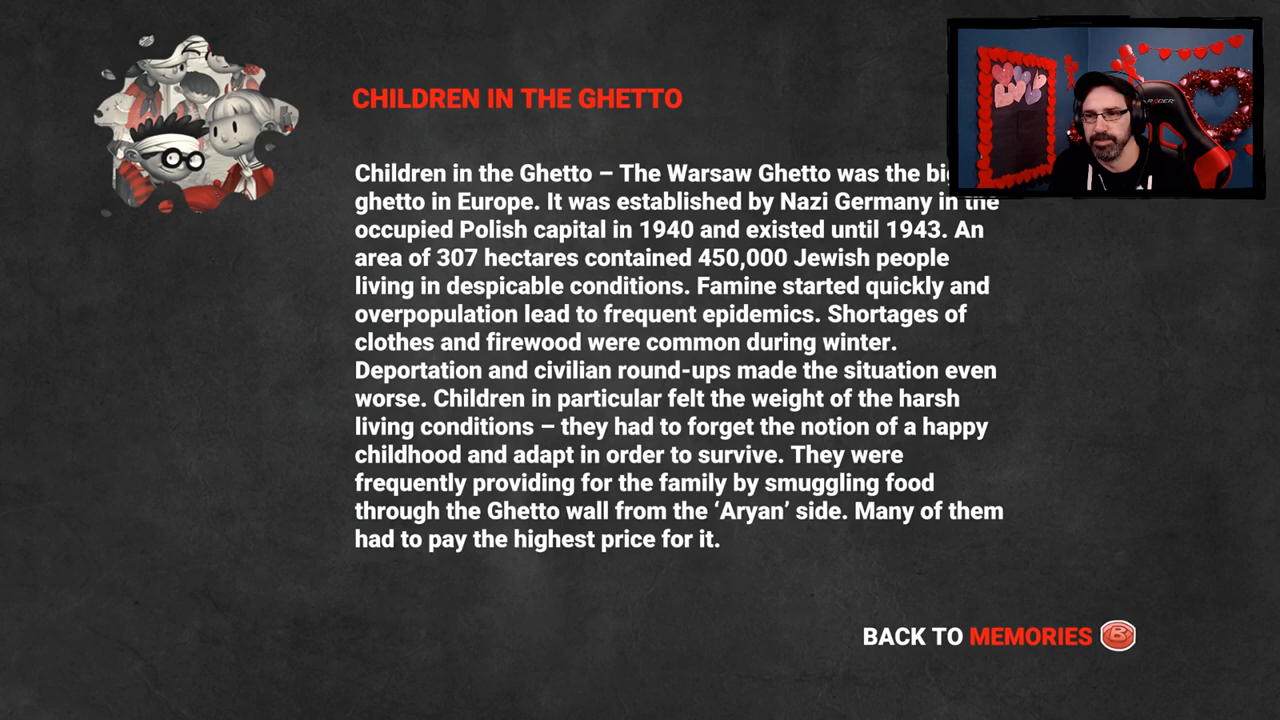 CHILDREN IN THE GHETTO
Children in the Ghetto – The Warsaw Ghetto was the
ghetto in Europe. It was established by Nazi Germany in the
occupied Polish capital in 1940 and existed until 1943. An
area of 307 hectares contained 450,000 Jewish people
living in despicable conditions. Famine started quickly and
overpopulation lead to frequent epidemics. Shortages of
clothes and firewood were common during winter.
Deportation and civilian round-ups made the situation even
worse. Children in particular felt the weight of the harsh
living conditions – they had to forget the notion of a happy
childhood and adapt in order to survive. They were
frequently providing for the family by smuggling food
through the Ghetto wall from the ‘Aryan’ side. Many of them
had to pay the highest price for it.
BACK TO MEMORIES B